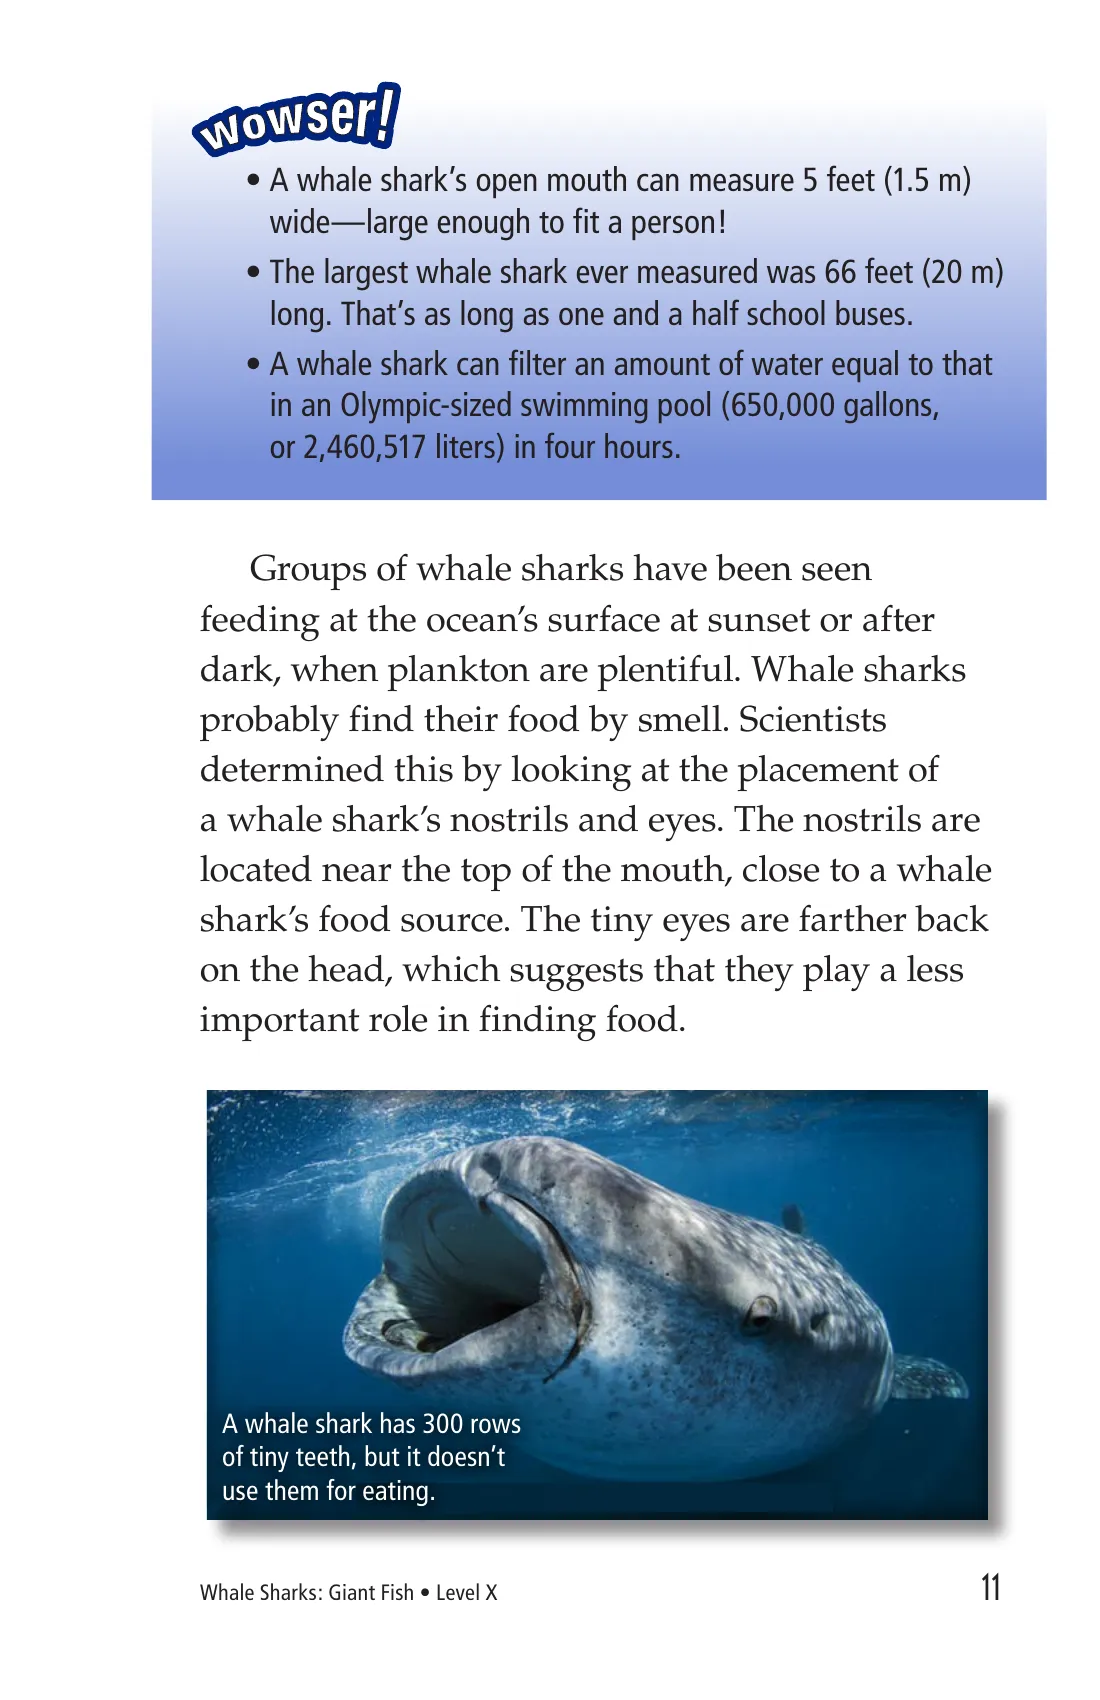 Wowser!
• A whale shark’s open mouth can measure 5 feet (1.5 m)
wide—large enough to fit a person!
• The largest whale shark ever measured was 66 feet (20 m)
long. That’s as long as one and a half school buses.
• A whale shark can filter an amount of water equal to that
in an Olympic-sized swimming pool (650,000 gallons,
or 2,460,517 liters) in four hours.
Groups of whale sharks have been seen
feeding at the ocean’s surface at sunset or after
dark, when plankton are plentiful. Whale sharks
probably find their food by smell. Scientists
determined this by looking at the placement of
a whale shark’s nostrils and eyes. The nostrils are
located near the top of the mouth, close to a whale
shark’s food source. The tiny eyes are farther back
on the head, which suggests that they play a less
important role in finding food.
A whale shark has 300 rows
of tiny teeth, but it doesn’t
use them for eating.
Whale Sharks: Giant Fish • Level X
11